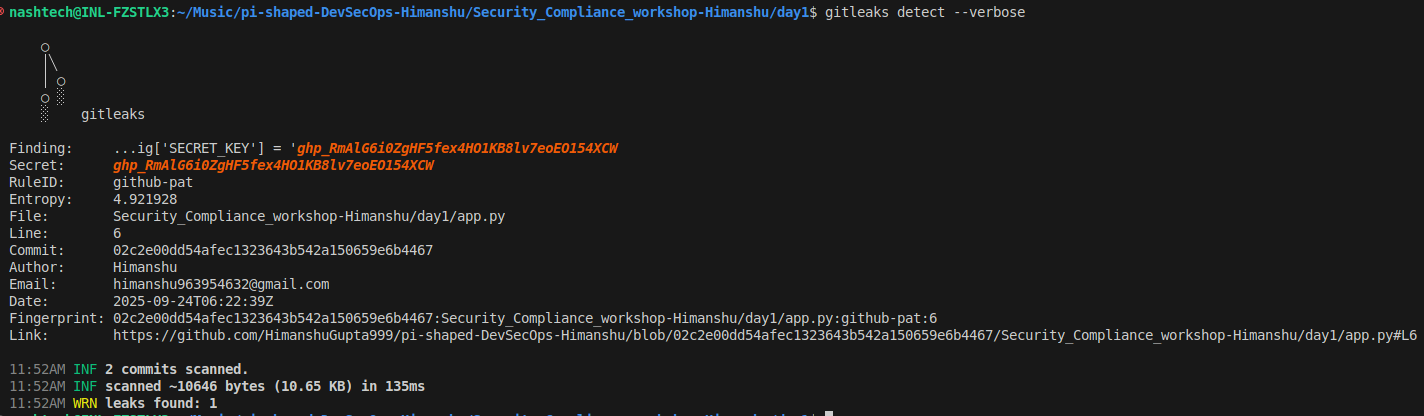 nashtech@INL-FZSTLX3:~/Music/pi-shaped-DevSecOps-Himanshu/Security_Compliance_workshop-Himanshu/day1$ gitleaks detect --verbose
gitleaks
Finding: ...ig['SECRET_KEY'] = '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
Secret: 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
RuleID: github-pat
Entropy: 4.921928
File: Security_Compliance_workshop-Himanshu/day1/app.py
Line: 6
Commit: 02c2e00dd54afec1323643b542a150659e6b4467
Author: Himanshu
Email: himanshu963954632@gmail.com
Date: 2025-09-24T06:22:39Z
Fingerprint: 02c2e00dd54afec1323643b542a150659e6b4467:Security_Compliance_workshop-Himanshu/day1/app.py:github-pat:6
Link: https://github.com/HimanshuGupta999/pi-shaped-DevSecOps-Himanshu/blob/02c2e00dd54afec1323643b542a150659e6b4467/Security_Compliance_workshop-Himanshu/day1/app.py#L6
11:52AM INF 2 commits scanned.
11:52AM INF scanned ~10646 bytes (10.65 KB) in 135ms
11:52AM WRN leaks found: 1